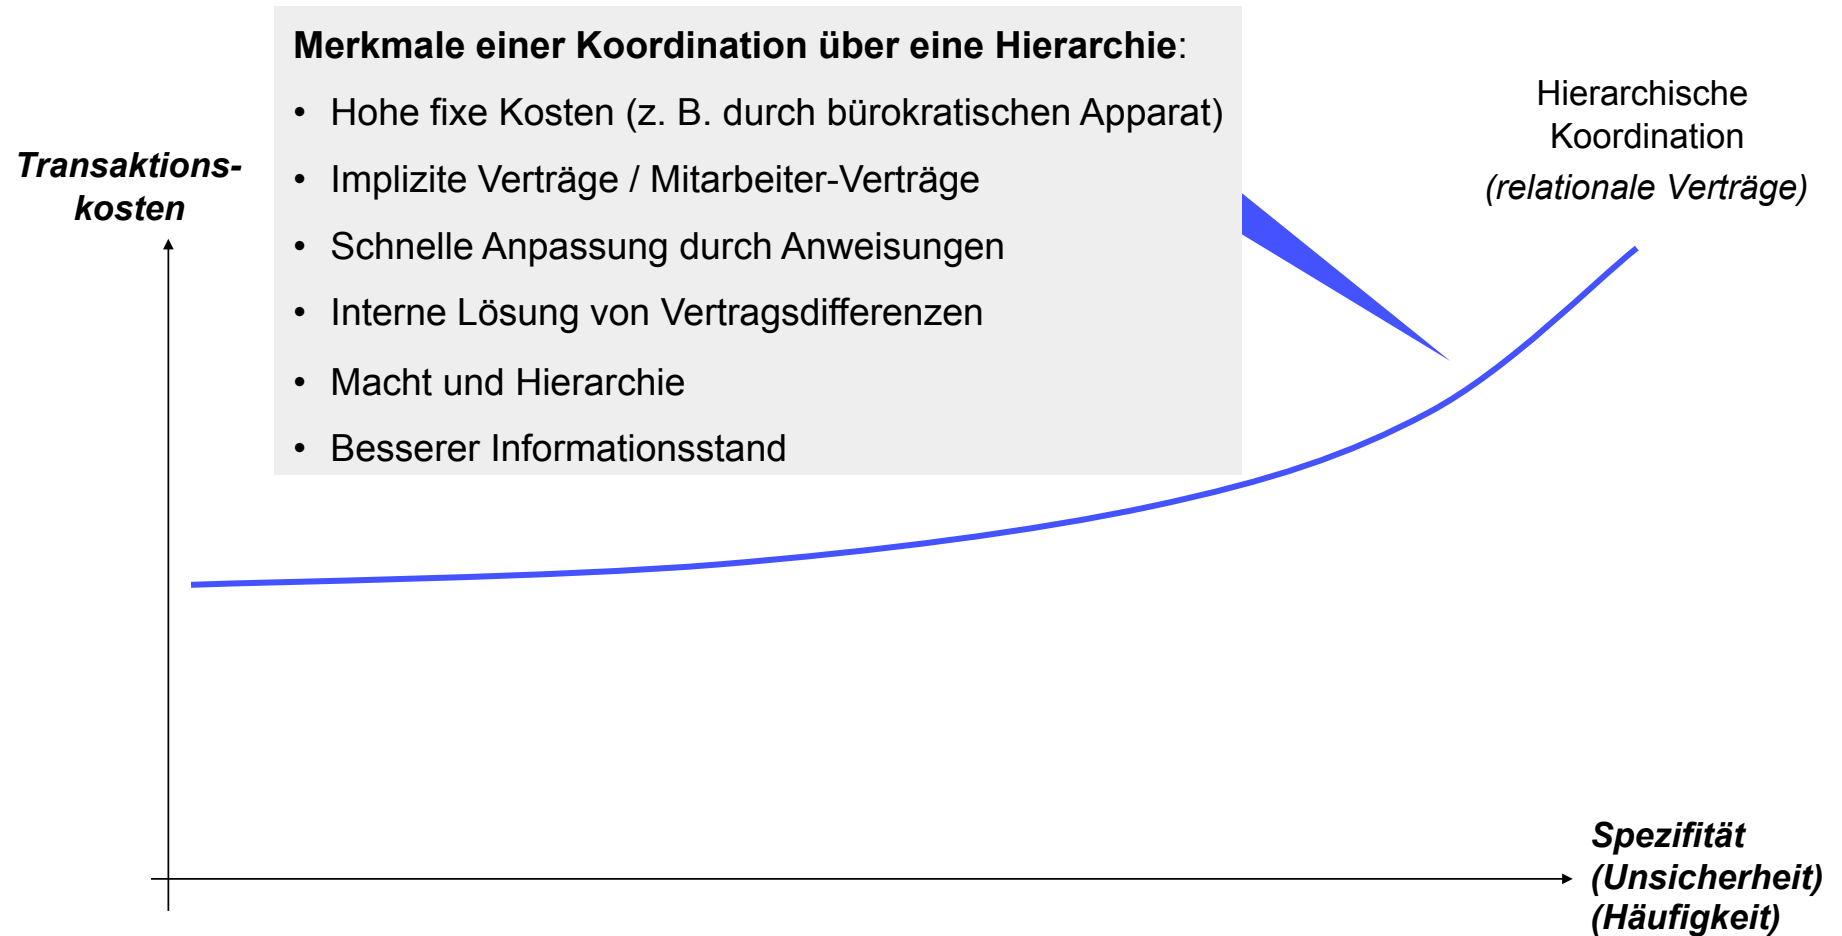 Merkmale einer Koordination über eine Hierarchie:
• Hohe fixe Kosten (z. B. durch bürokratischen Apparat)
• Implizite Verträge / Mitarbeiter-Verträge
• Schnelle Anpassung durch Anweisungen
• Interne Lösung von Vertragsdifferenzen
• Macht und Hierarchie
• Besserer Informationsstand
Hierarchische
Koordination
(relationale Verträge)
Transaktions-
kosten
Spezifität
(Unsicherheit)
(Häufigkeit)